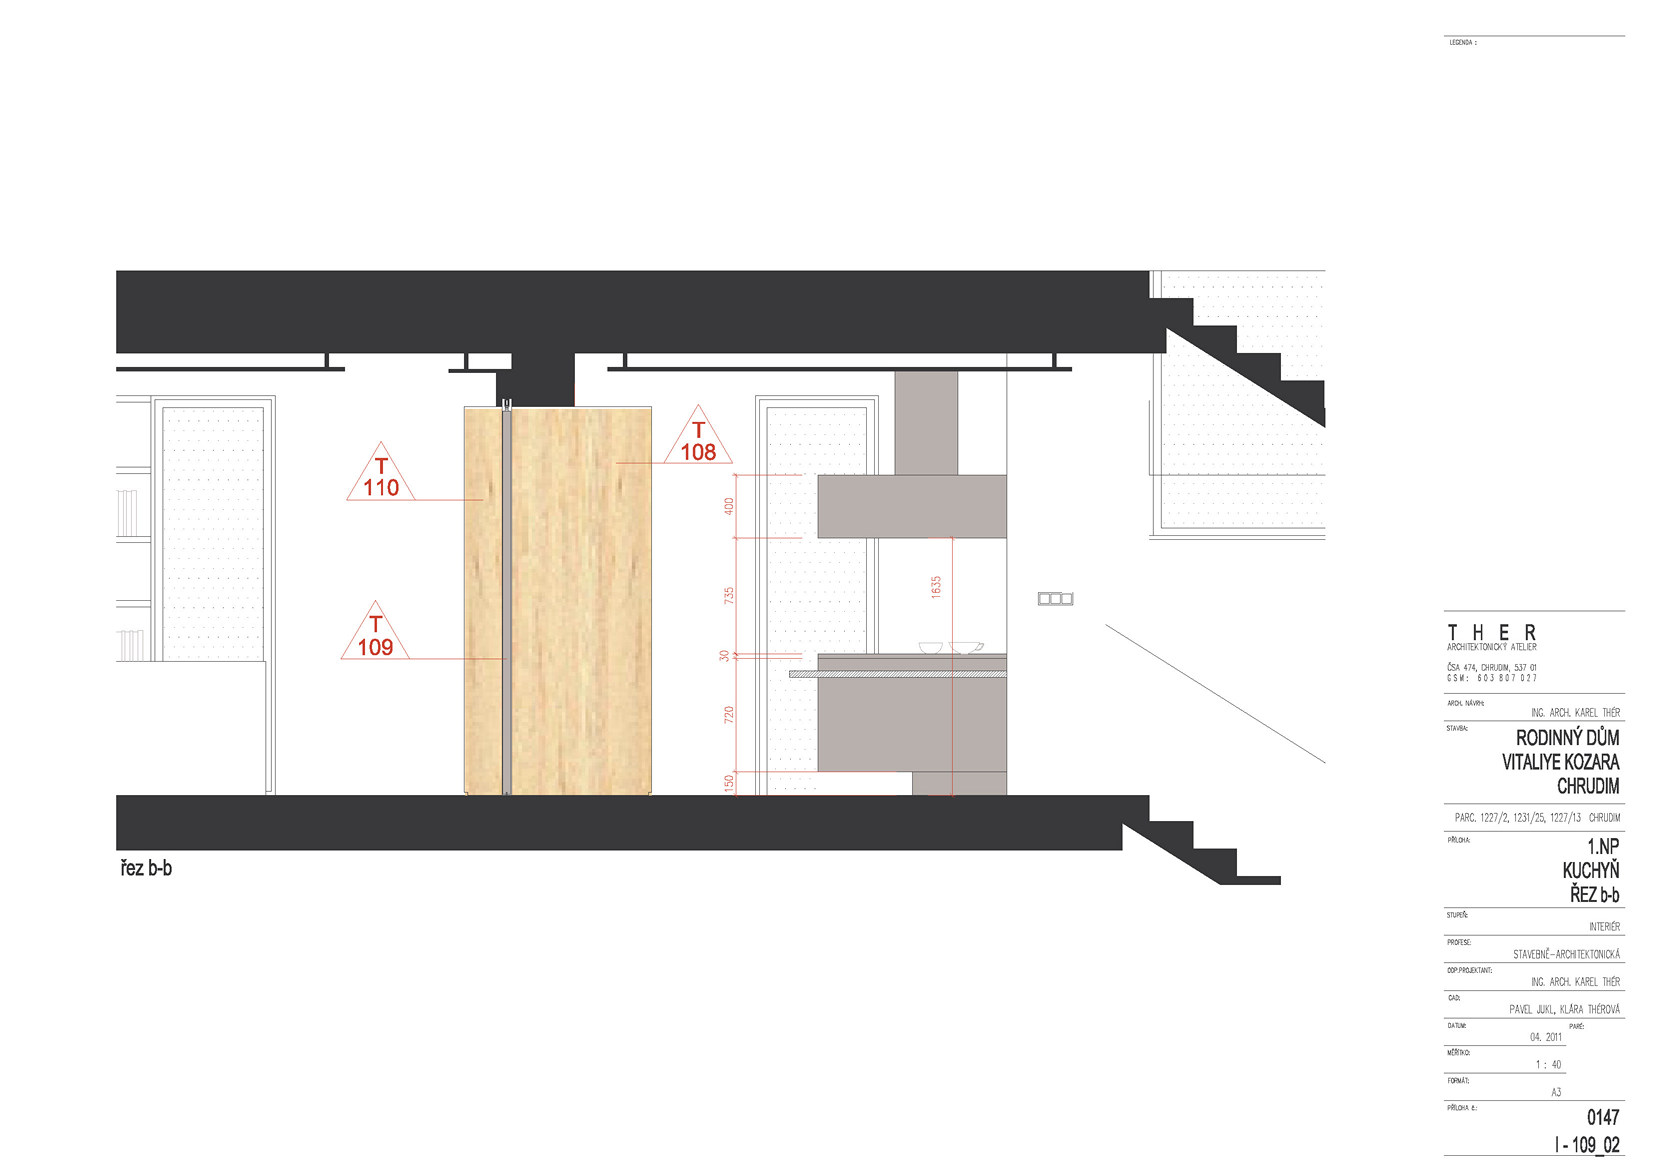 LEGENDA :
T
108
T
110
400
735
1635
T
109
30
720
150
řez b-b
T H E R
ARCHITEKTONICKÝ ATELIER
ČSA 474, CHRUDIM, 537 01
GSM: 603 807 027
ARCH. NÁVRH:
ING. ARCH. KAREL THÉR
STAVBA:
RODINNÝ DŮM
VITALIYE KOZARA
CHRUDIM
PARC. 1227/2, 1231/25, 1227/13 CHRUDIM
PŘÍLOHA:
1.NP
KUCHYŇ
ŘEZ b-b
STUPEŇ:
INTERIÉR
PROFESE:
STAVEBNĚ-ARCHITEKTONICKÁ
ODP.PROJEKTANT:
ING. ARCH. KAREL THÉR
CAD:
PAVEL JUKL, KLÁRA THÉROVÁ
DATUM: PARÉ:
04. 2011
MĚŘÍTKO:
1 : 40
FORMÁT:
A3
PŘÍLOHA č.:
0147
I - 109_02